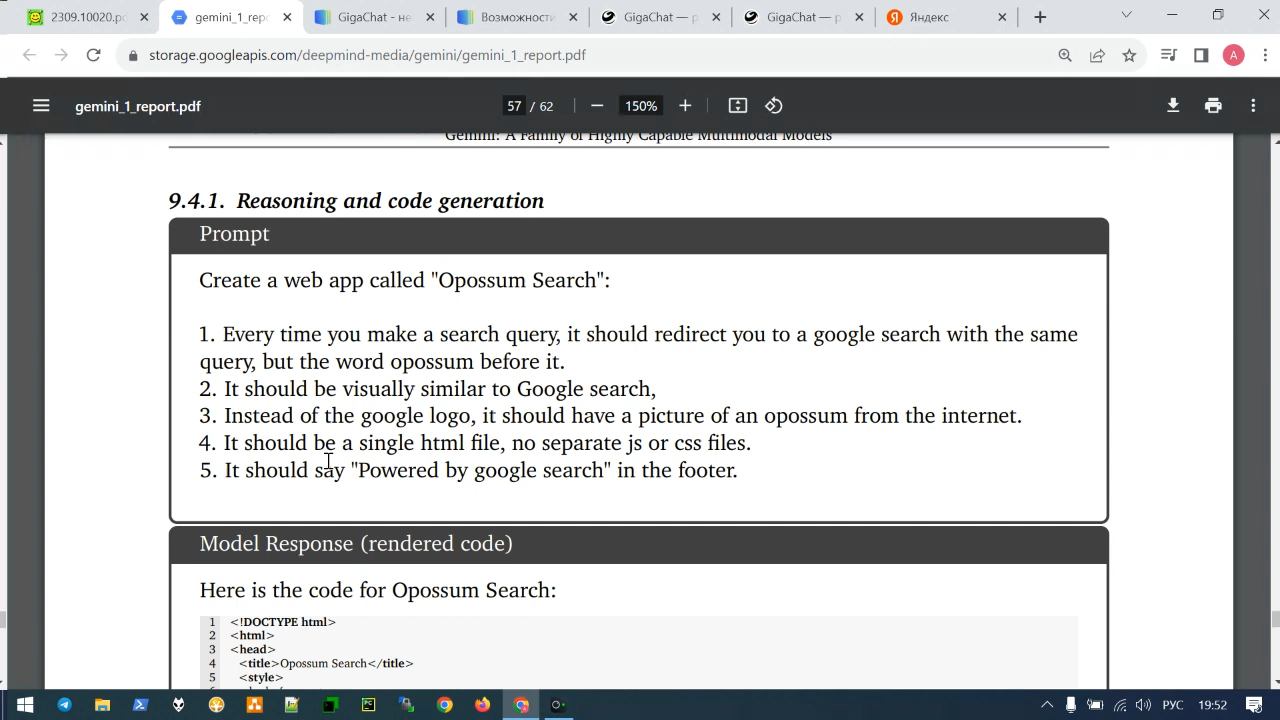 2309.10020.pdf
gemini_1_repo
GigaChat - не
Возможности
GigaChat — р
GigaChat — р
Яндекс
storage.googleapis.com/deepmind-media/gemini/gemini_1_report.pdf
A
gemini_1_report.pdf
57 / 62
150%
Gemini: A Family of Highly Capable Multimodal Models
9.4.1. Reasoning and code generation
Prompt
Create a web app called "Opossum Search":
1. Every time you make a search query, it should redirect you to a google search with the same
query, but the word opossum before it.
2. It should be visually similar to Google search,
3. Instead of the google logo, it should have a picture of an opossum from the internet.
4. It should be a single html file, no separate js or css files.
5. It should say "Powered by google search" in the footer.
Model Response (rendered code)
Here is the code for Opossum Search:
1 <!DOCTYPE html>
2 <html>
3 <head>
4 <title>Opossum Search</title>
5 <style>
РУС
19:52